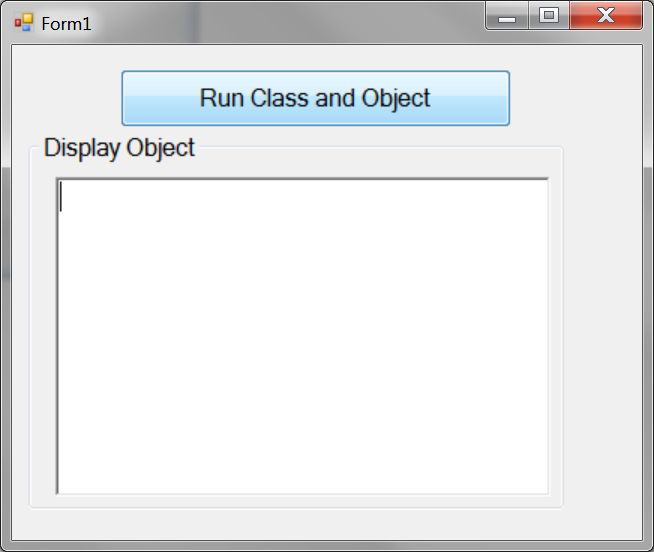 Form1
Run Class and Object
Display Object